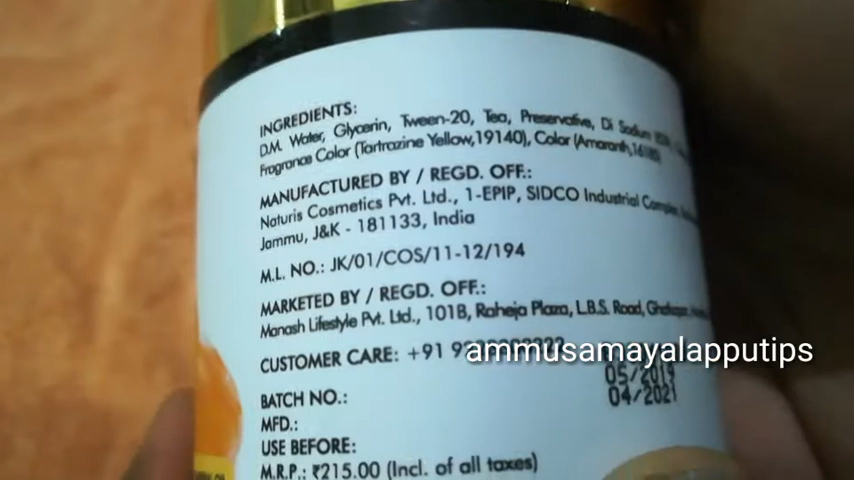 INGREDIENTS:
D.M. Water, Glycerin, Tween-20, Tea, Preservative, Di Sodium
Fragrance Color (Tartrazine Yellow,19140), Color (Amaranth,16185)
MANUFACTURED BY / REGD. OFF.:
Naturis Cosmetics Pvt. Ltd., 1-EPIP, SIDCO Industrial Complex,
Jammu, J&K - 181133, India
M.L. NO.: JK/01/COS/11-12/194
MARKETED BY / REGD. OFF.:
Manash Lifestyle Pvt. Ltd., 101B, Raheja Plaza, L.B.S. Road,
CUSTOMER CARE: +91
ammusamayalapputips
BATCH NO.:
05/2019
MFD.:
04/2021
USE BEFORE:
M.R.P.: ₹215.00 (Incl. of all taxes)